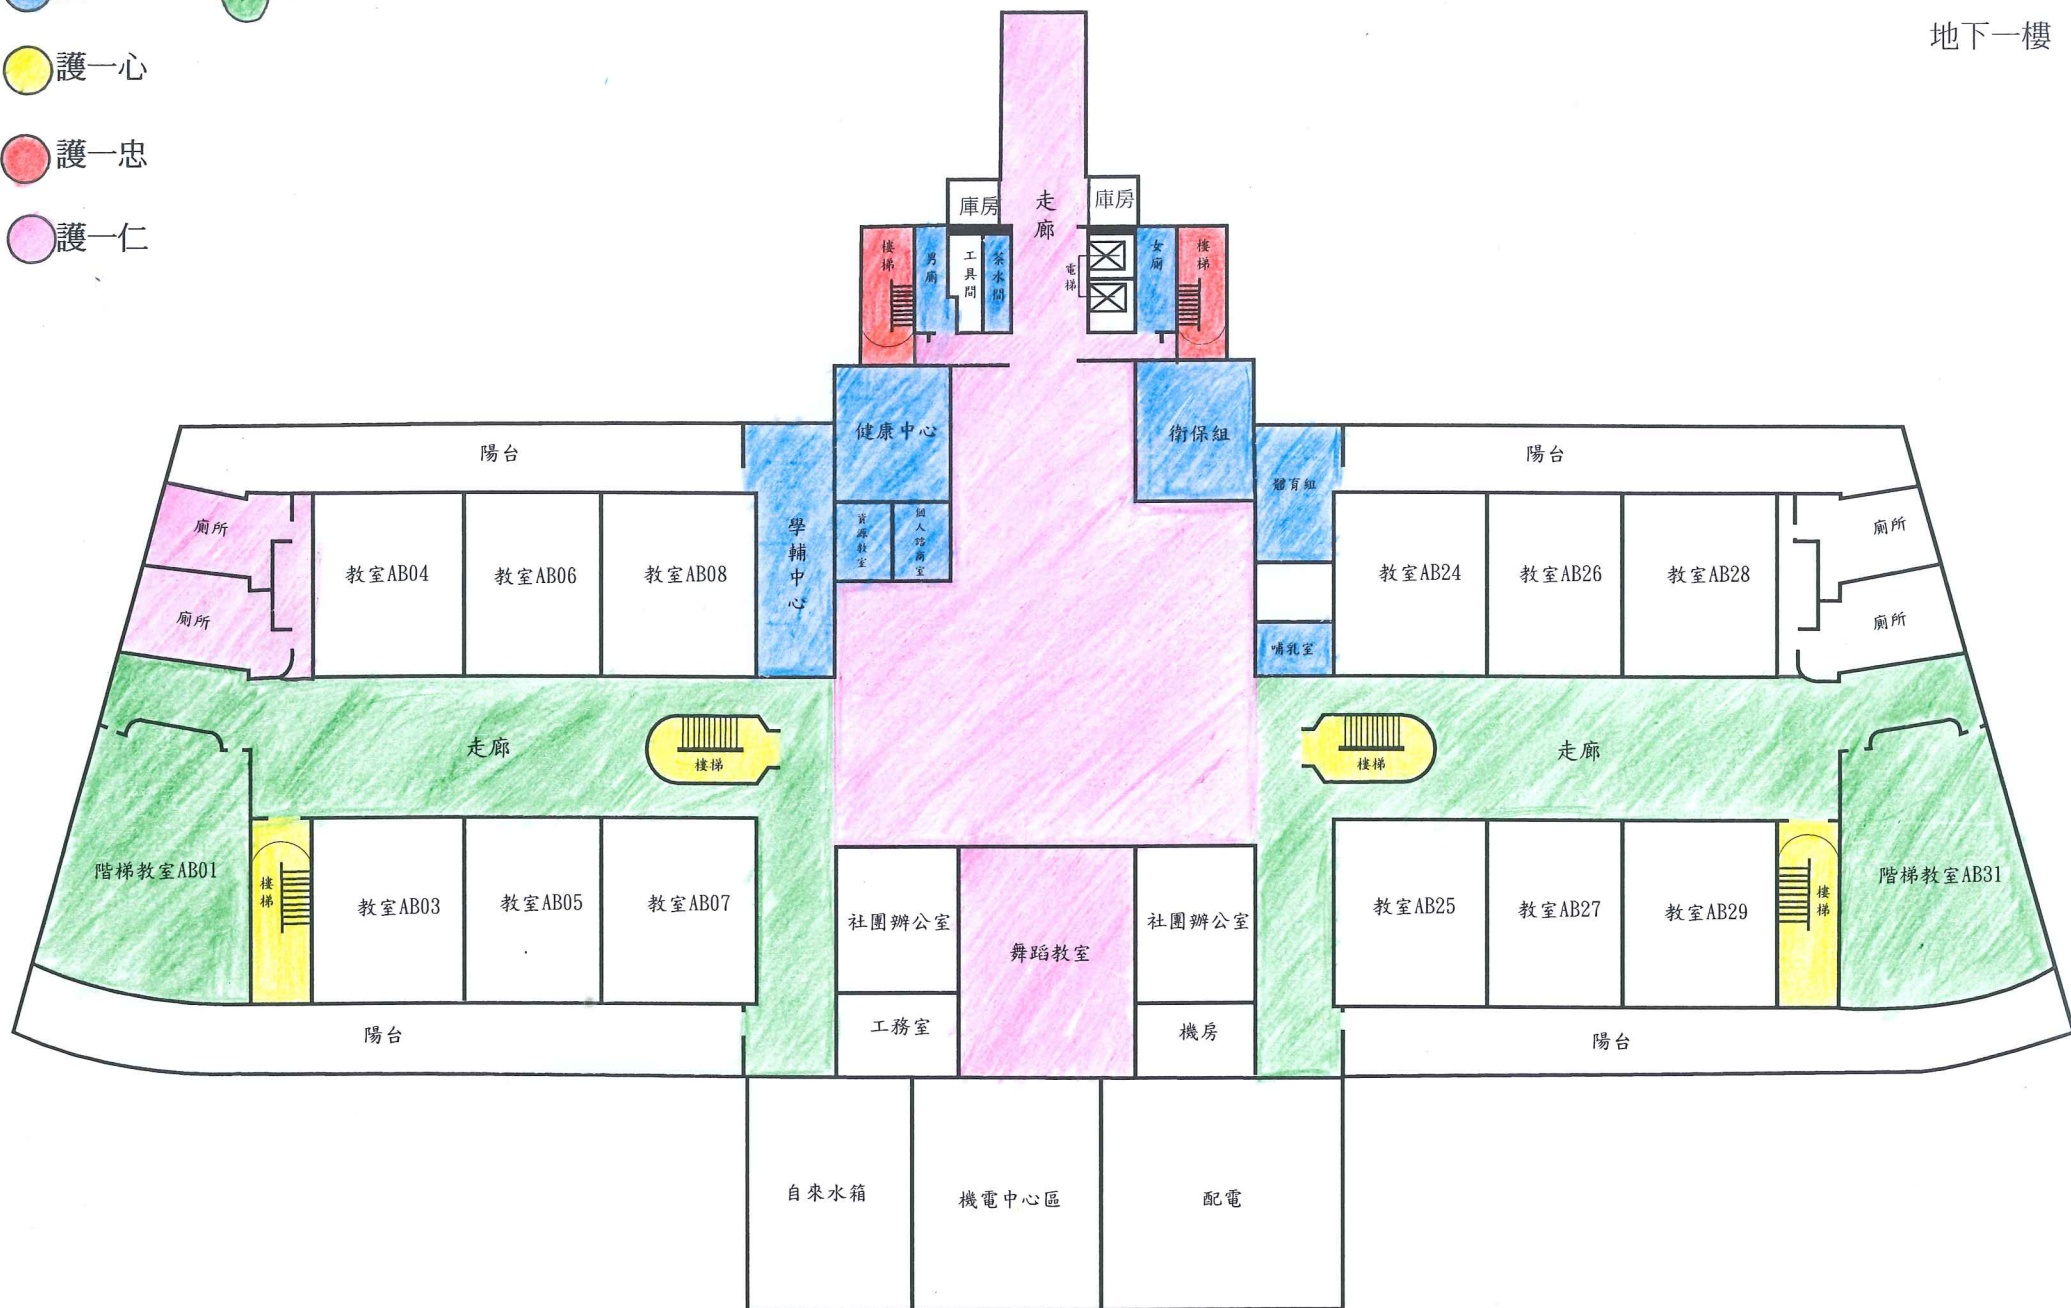 地下一樓
護一心
護一忠
護一仁
庫房
走廊
庫房
樓梯
男廁
工具間
茶水間
電梯
女廁
樓梯
健康中心
衛保組
陽台
陽台
體育組
廁所
教室AB04
教室AB06
教室AB08
學輔中心
資源教室
個人諮商室
教室AB24
教室AB26
教室AB28
廁所
廁所
哺乳室
廁所
走廊
樓梯
樓梯
走廊
階梯教室AB01
樓梯
教室AB03
教室AB05
教室AB07
社團辦公室
舞蹈教室
社團辦公室
教室AB25
教室AB27
教室AB29
樓梯
階梯教室AB31
陽台
工務室
機房
陽台
自來水箱
機電中心區
配電